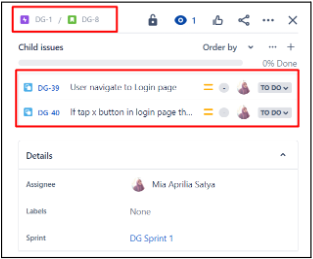 DG-1 / DG-8
1
Child issues
Order by
0% Done
DG-39 User navigate to Login page TO DO
DG-40 If tap x button in login page th... TO DO
Details
Assignee Mia Aprilia Satya
Labels None
Sprint DG Sprint 1